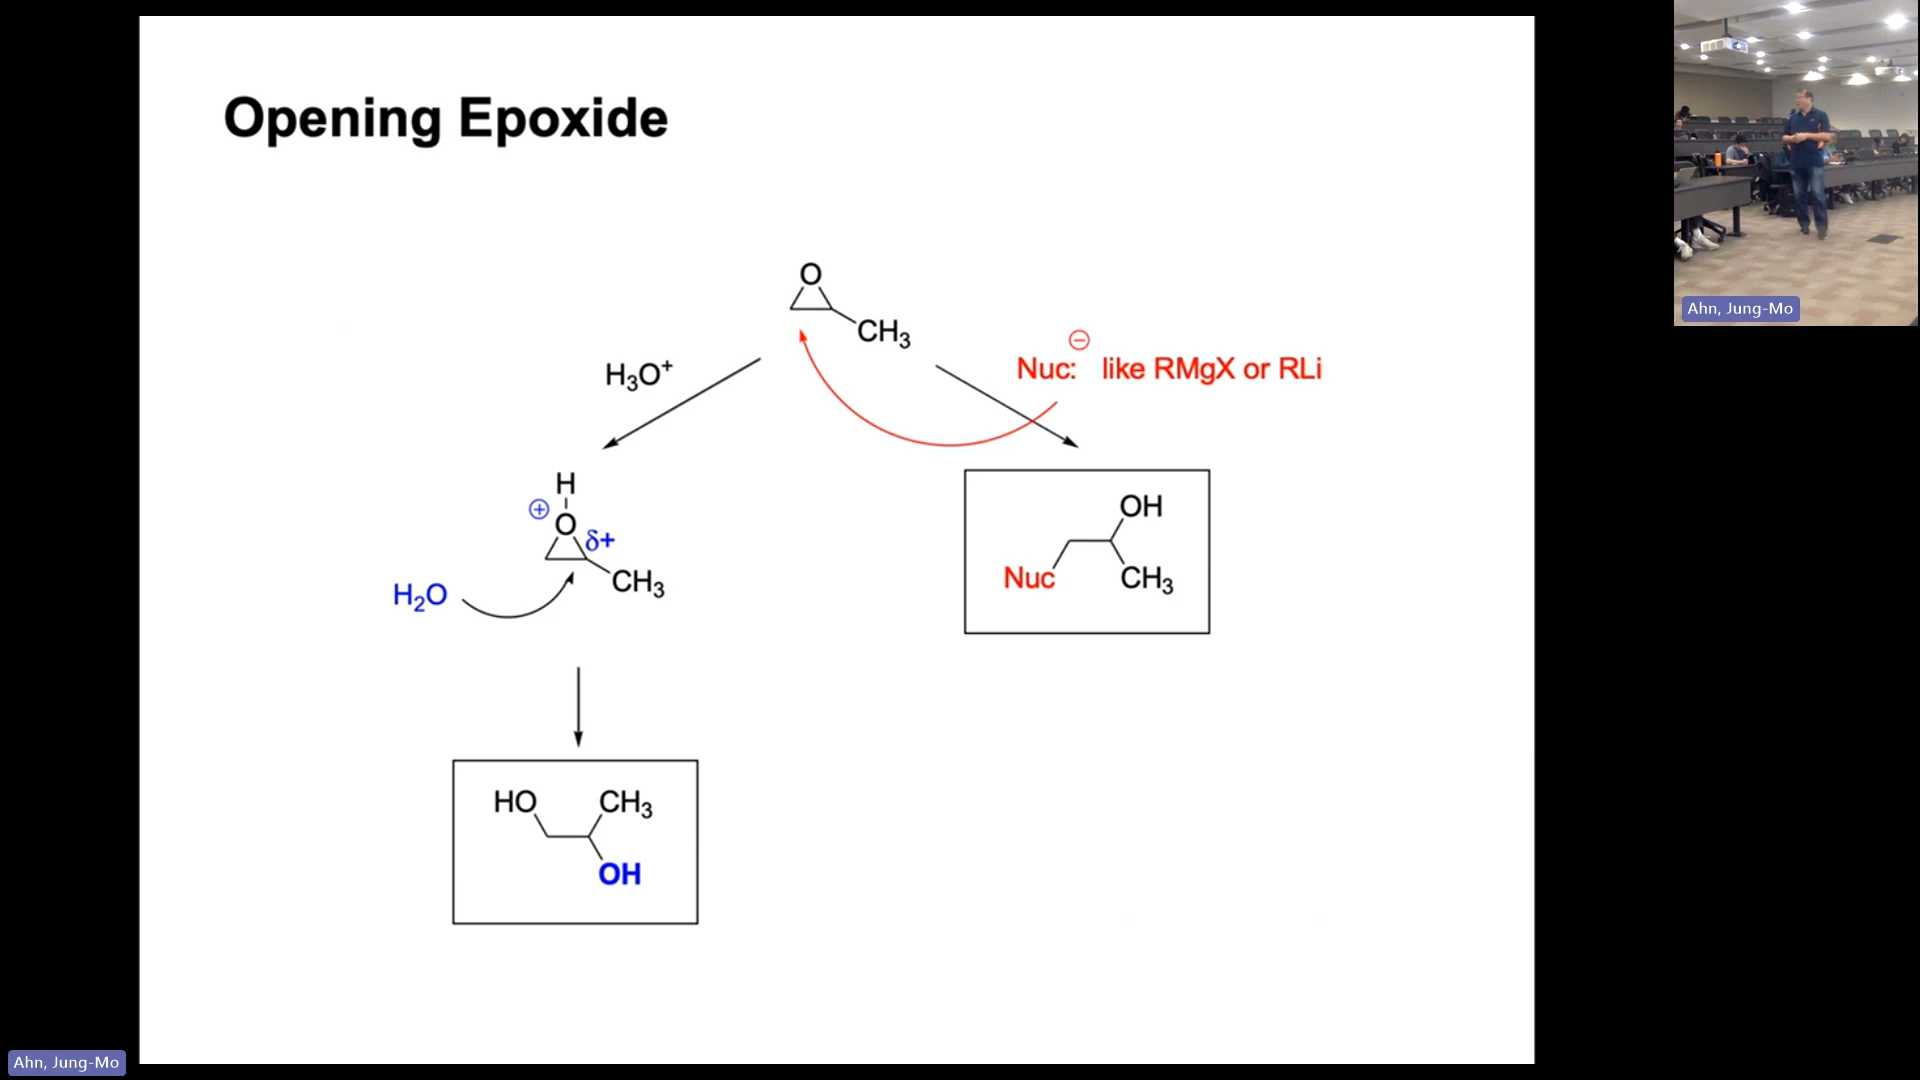 Opening Epoxide
O
CH₃
H₃O⁺
⊖
Nuc: like RMgX or RLi
H
⊕
O
δ+
CH₃
H₂O
OH
Nuc
CH₃
HO
CH₃
OH
Ahn, Jung-Mo
Ahn, Jung-Mo